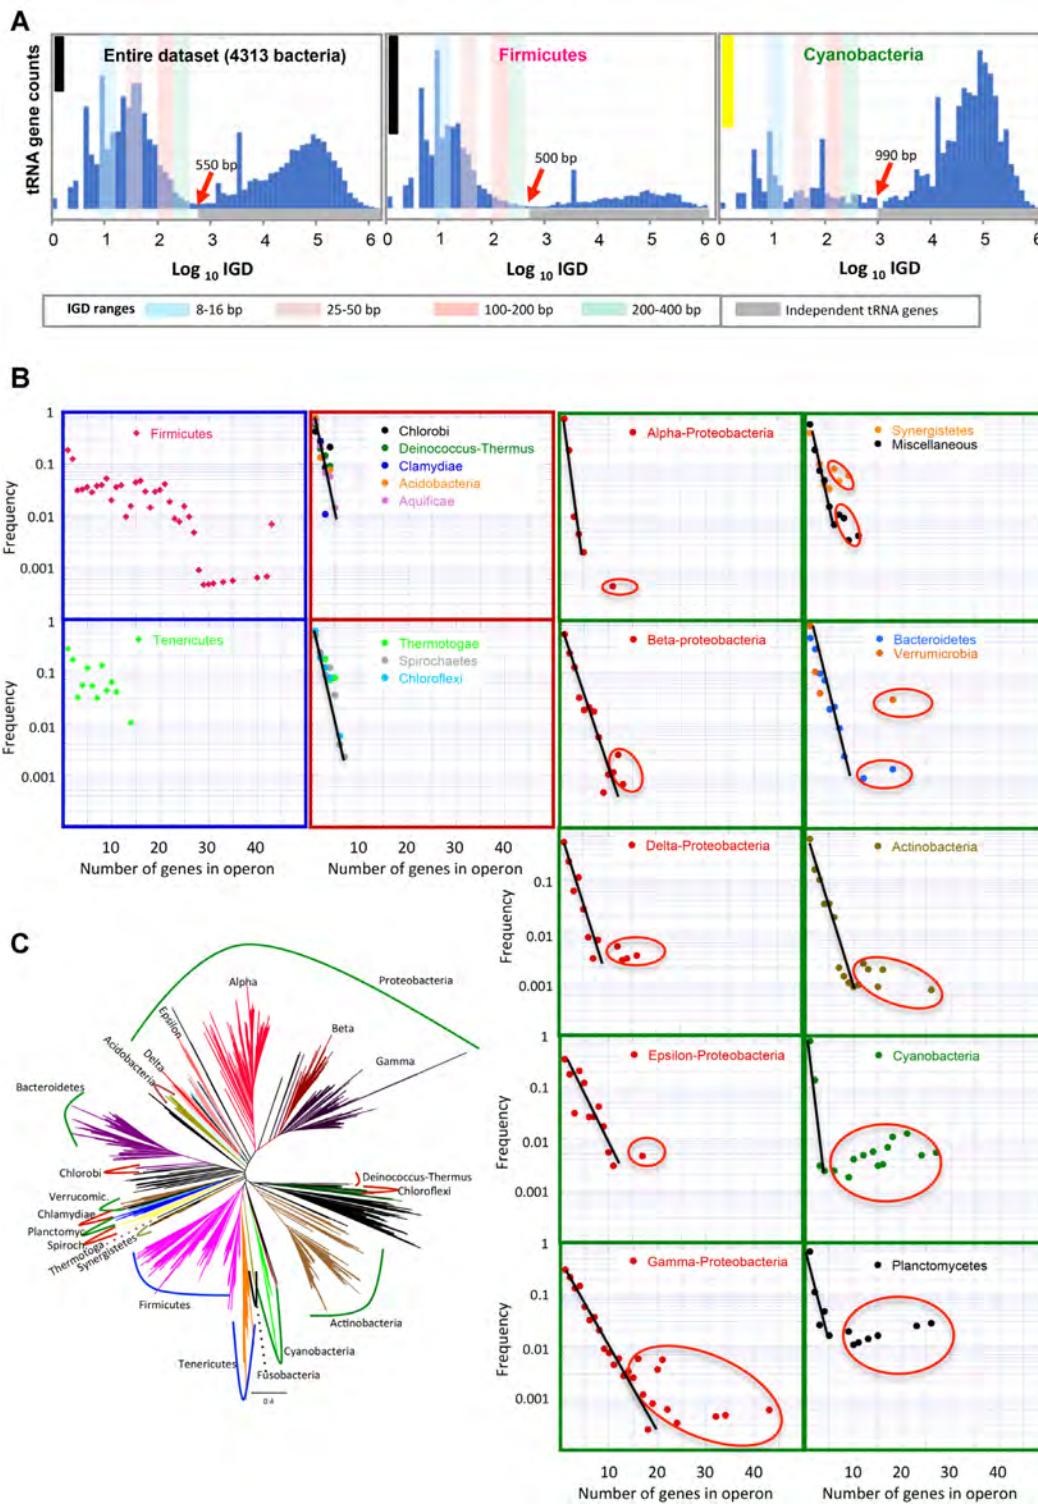 A
tRNA gene counts
Entire dataset (4313 bacteria)
550 bp
0 1 2 3 4 5 6
Log 10 IGD
Firmicutes
500 bp
0 1 2 3 4 5 6
Log 10 IGD
Cyanobacteria
990 bp
0 1 2 3 4 5 6
Log 10 IGD
IGD ranges 8-16 bp 25-50 bp 100-200 bp 200-400 bp Independent tRNA genes
B
Frequency
1
0.1
0.01
0.001
Firmicutes
Chlorobi
Deinococcus-Thermus
Clamydiae
Acidobacteria
Aquificae
Alpha-Proteobacteria
Synergistetes
Miscellaneous
Frequency
1
0.1
0.01
0.001
Tenericutes
Thermotogae
Spirochaetes
Chloroflexi
Beta-proteobacteria
Bacteroidetes
Verrumicrobia
10 20 30 40
Number of genes in operon
10 20 30 40
Number of genes in operon
Frequency
0.1
0.01
0.001
Delta-Proteobacteria
Actinobacteria
Frequency
1
0.1
0.01
0.001
Epsilon-Proteobacteria
Cyanobacteria
Frequency
1
0.1
0.01
0.001
Gamma-Proteobacteria
Planctomycetes
10 20 30 40
Number of genes in operon
10 20 30 40
Number of genes in operon
C
Proteobacteria
Alpha
Epsilon
Beta
Gamma
Delta
Acidobacteria
Bacteroidetes
Chlorobi
Verrucomic.
Chlamydiae
Planctomyc.
Spiroch.
Thermotoga
Synergistetes
Deinococcus-Thermus
Chloroflexi
Firmicutes
Actinobacteria
Cyanobacteria
Tenericutes
Fusobacteria
0.4